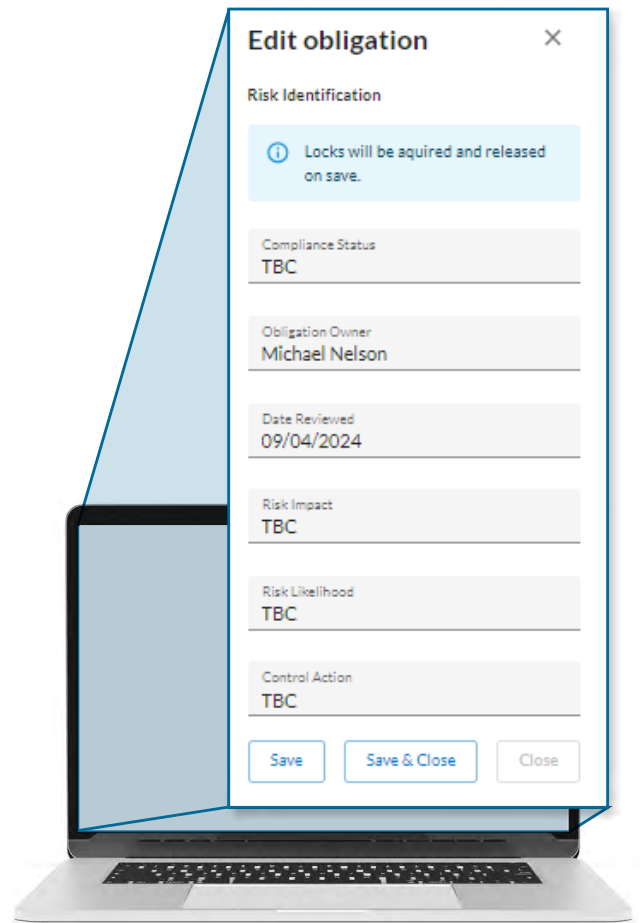 Edit obligation
Risk Identification
Locks will be aquired and released
on save.
Compliance Status
TBC
Obligation Owner
Michael Nelson
Date Reviewed
09/04/2024
Risk Impact
TBC
Risk Likelihood
TBC
Control Action
TBC
Save
Save & Close
Close